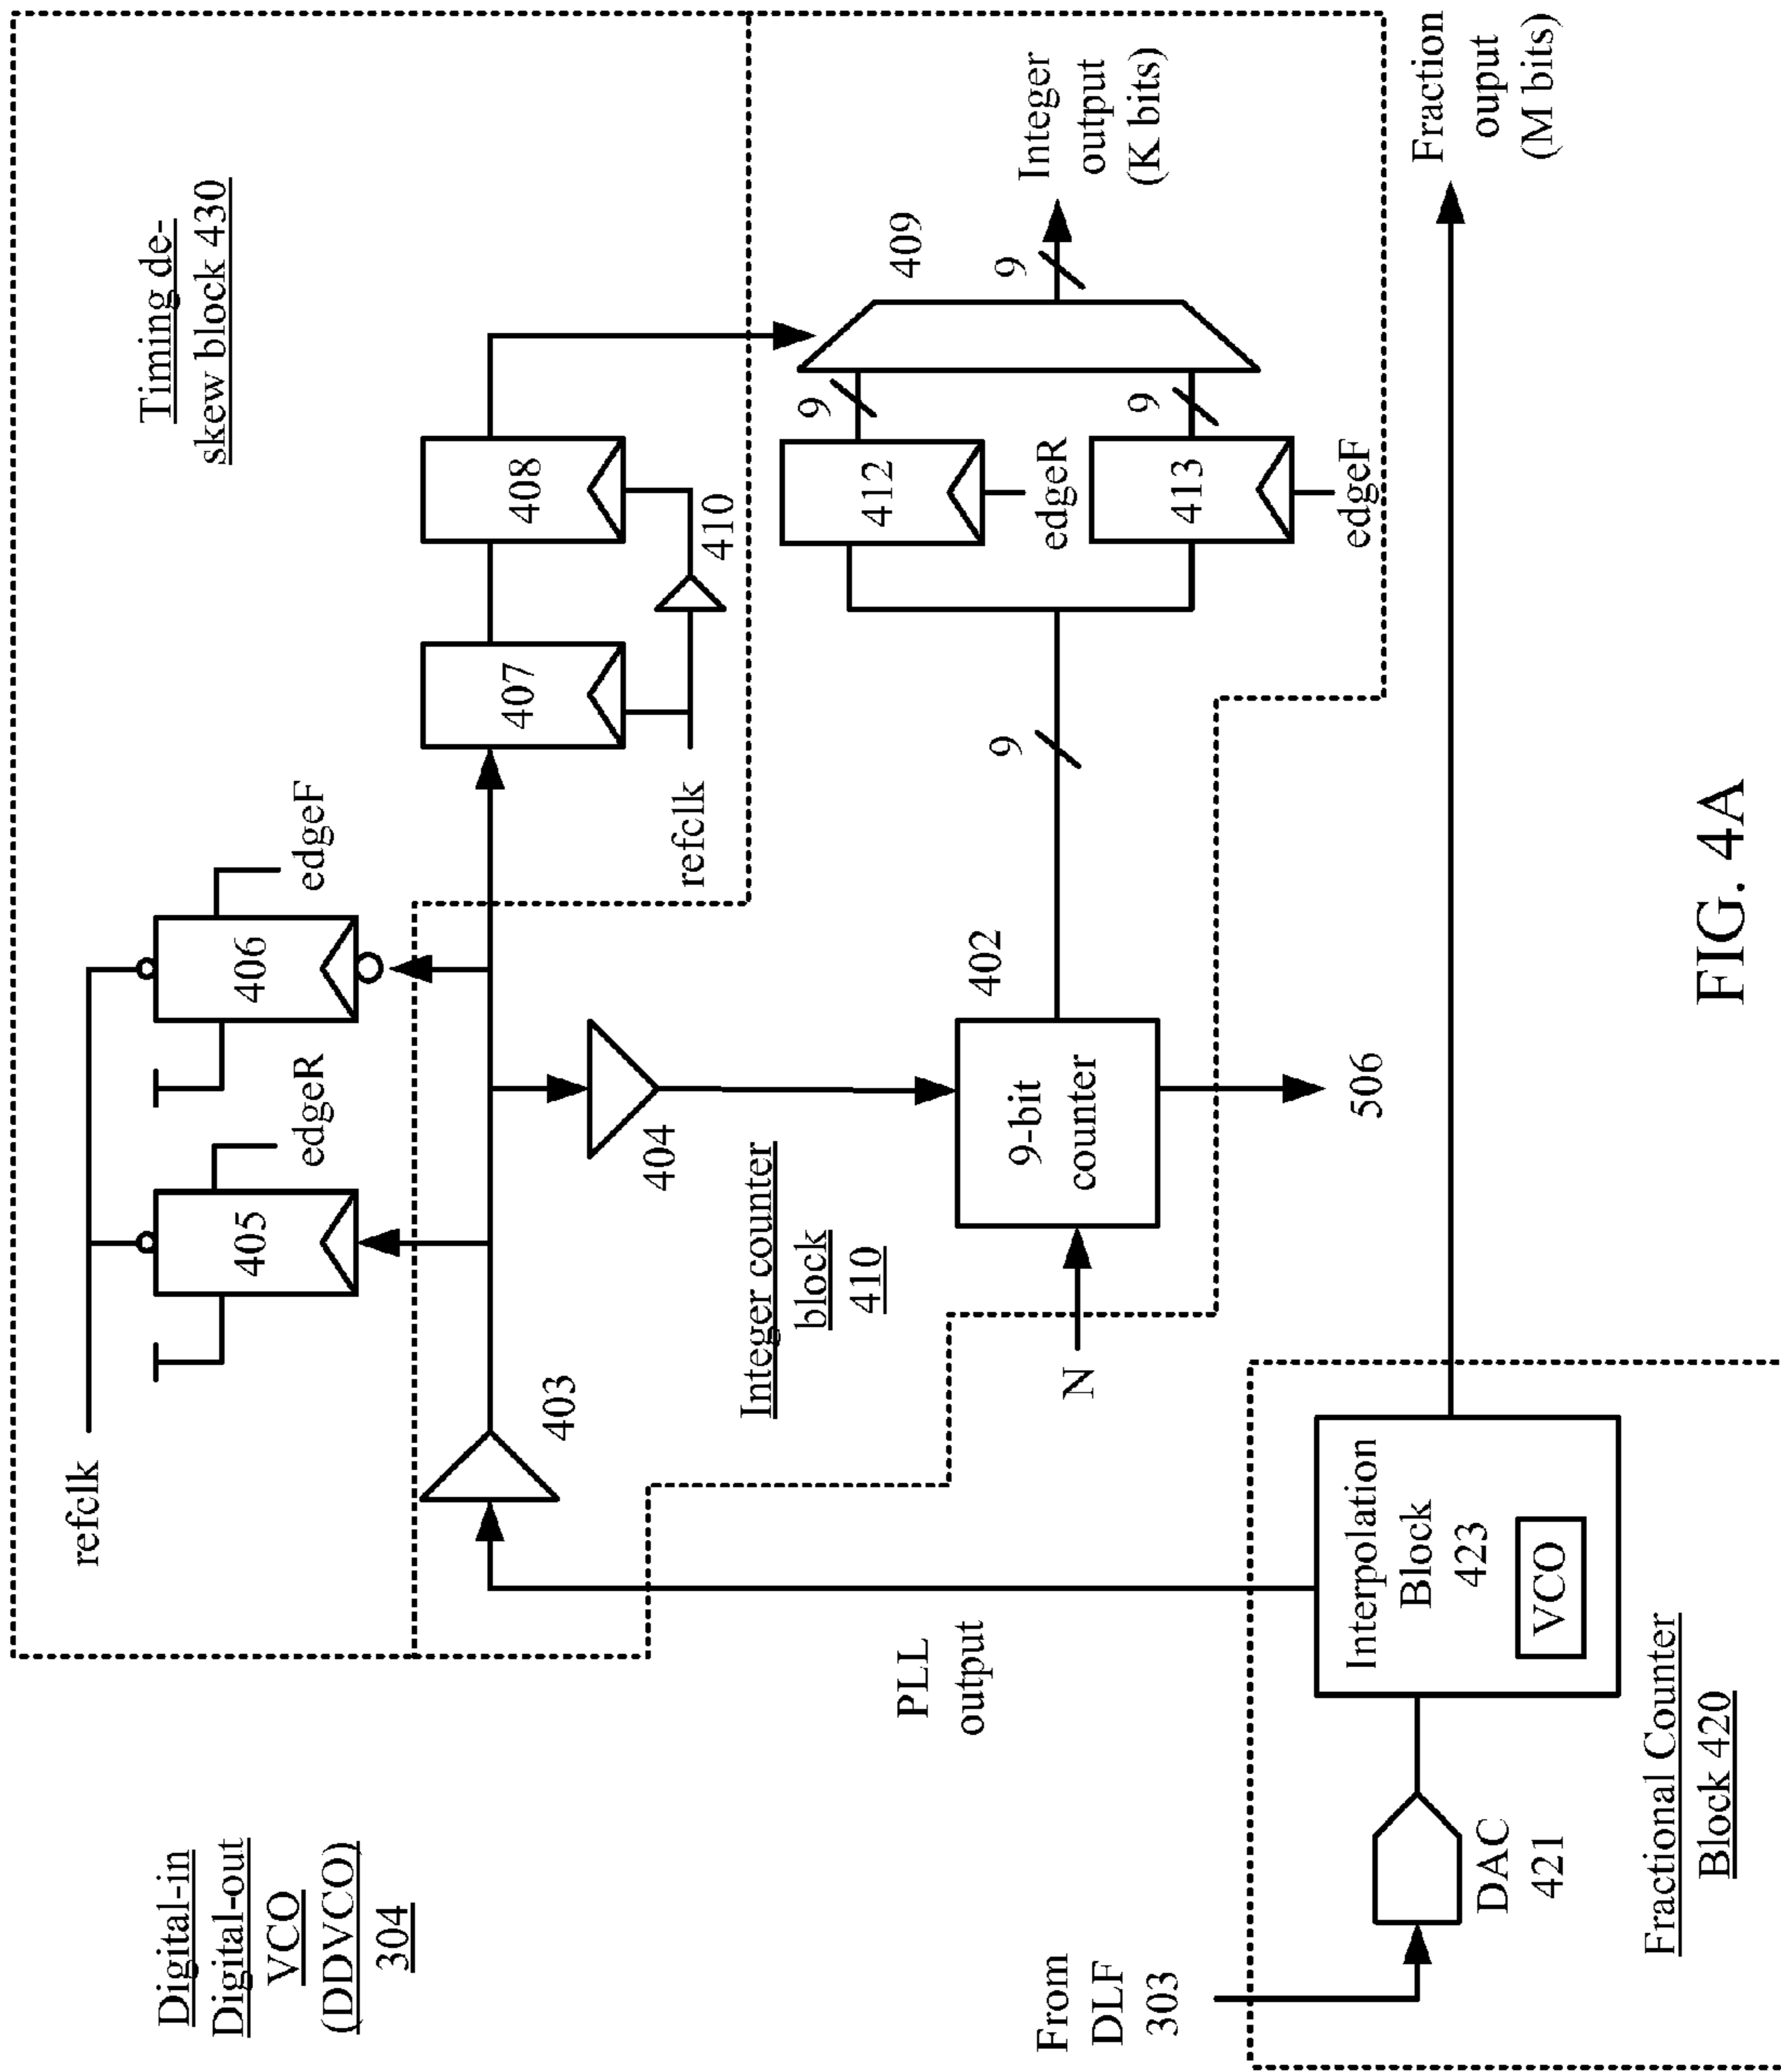 Digital-in
Digital-out
VCO
(DDVCO)
304
refclk
405
edgeR
406
edgeF
Timing de-
skew block 430
403
404
407
408
refclk
410
Integer counter
block
410
N
9-bit
counter
402
506
9
412
edgeR
413
edgeF
9
9
409
9
Integer
output
(K bits)
PLL
output
From
DLF
303
DAC
421
Interpolation
Block
423
VCO
Fractional Counter
Block 420
Fraction
ouput
(M bits)
FIG. 4A